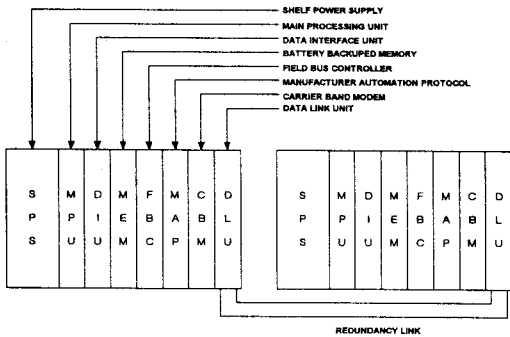 SHELF POWER SUPPLY
MAIN PROCESSING UNIT
DATA INTERFACE UNIT
BATTERY BACKUPED MEMORY
FIELD BUS CONTROLLER
MANUFACTURER AUTOMATION PROTOCOL
CARRIER BAND MODEM
DATA LINK UNIT
S M D M F M C D S M D M F M C D
P P I E B A B L P P I E B A B L
S U U M C P M U S U U M C P M U
REDUNDANCY LINK